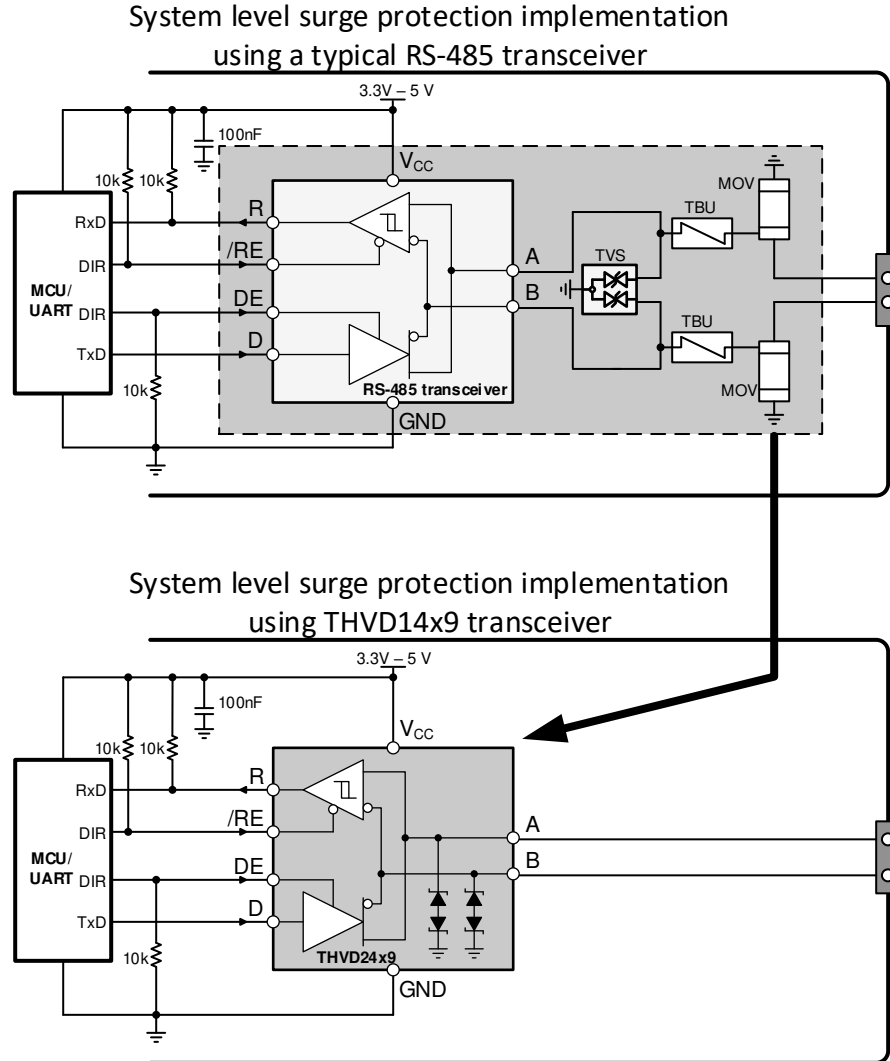 System level surge protection implementation
using a typical RS-485 transceiver
3.3V – 5 V
100nF
VCC
10k 10k
MOV
R
RxD
TBU
/RE
A
TVS
DIR
MCU/
UART
DE
B
DIR
TBU
D
TxD
RS-485 transceiver
10k
MOV
GND
System level surge protection implementation
using THVD14x9 transceiver
3.3V – 5 V
100nF
VCC
10k 10k
R
RxD
/RE
A
DIR
MCU/
UART
DE
B
DIR
D
TxD
THVD24x9
10k
GND